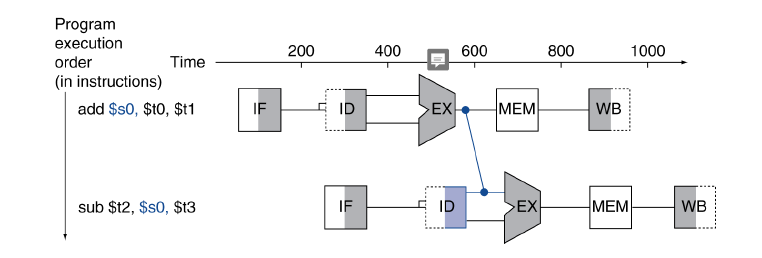 Program
execution
order
(in instructions)
Time
200 400 600 800 1000
add $s0, $t0, $t1
IF ID EX MEM WB
sub $t2, $s0, $t3
IF ID EX MEM WB